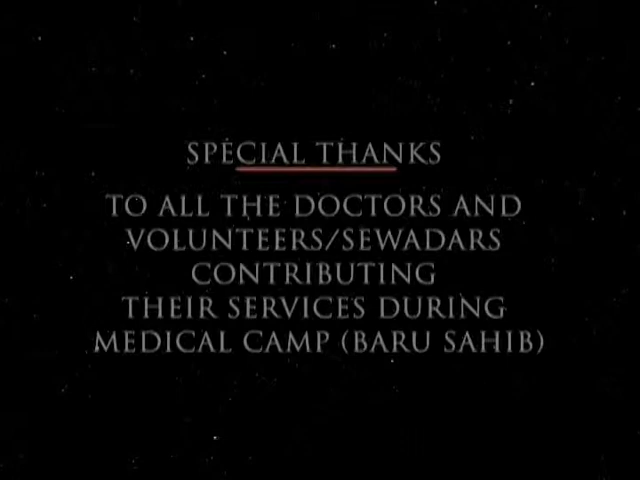 SPECIAL THANKS
TO ALL THE DOCTORS AND
VOLUNTEERS/SEWADARS
CONTRIBUTING
THEIR SERVICES DURING
MEDICAL CAMP (BARU SAHIB)